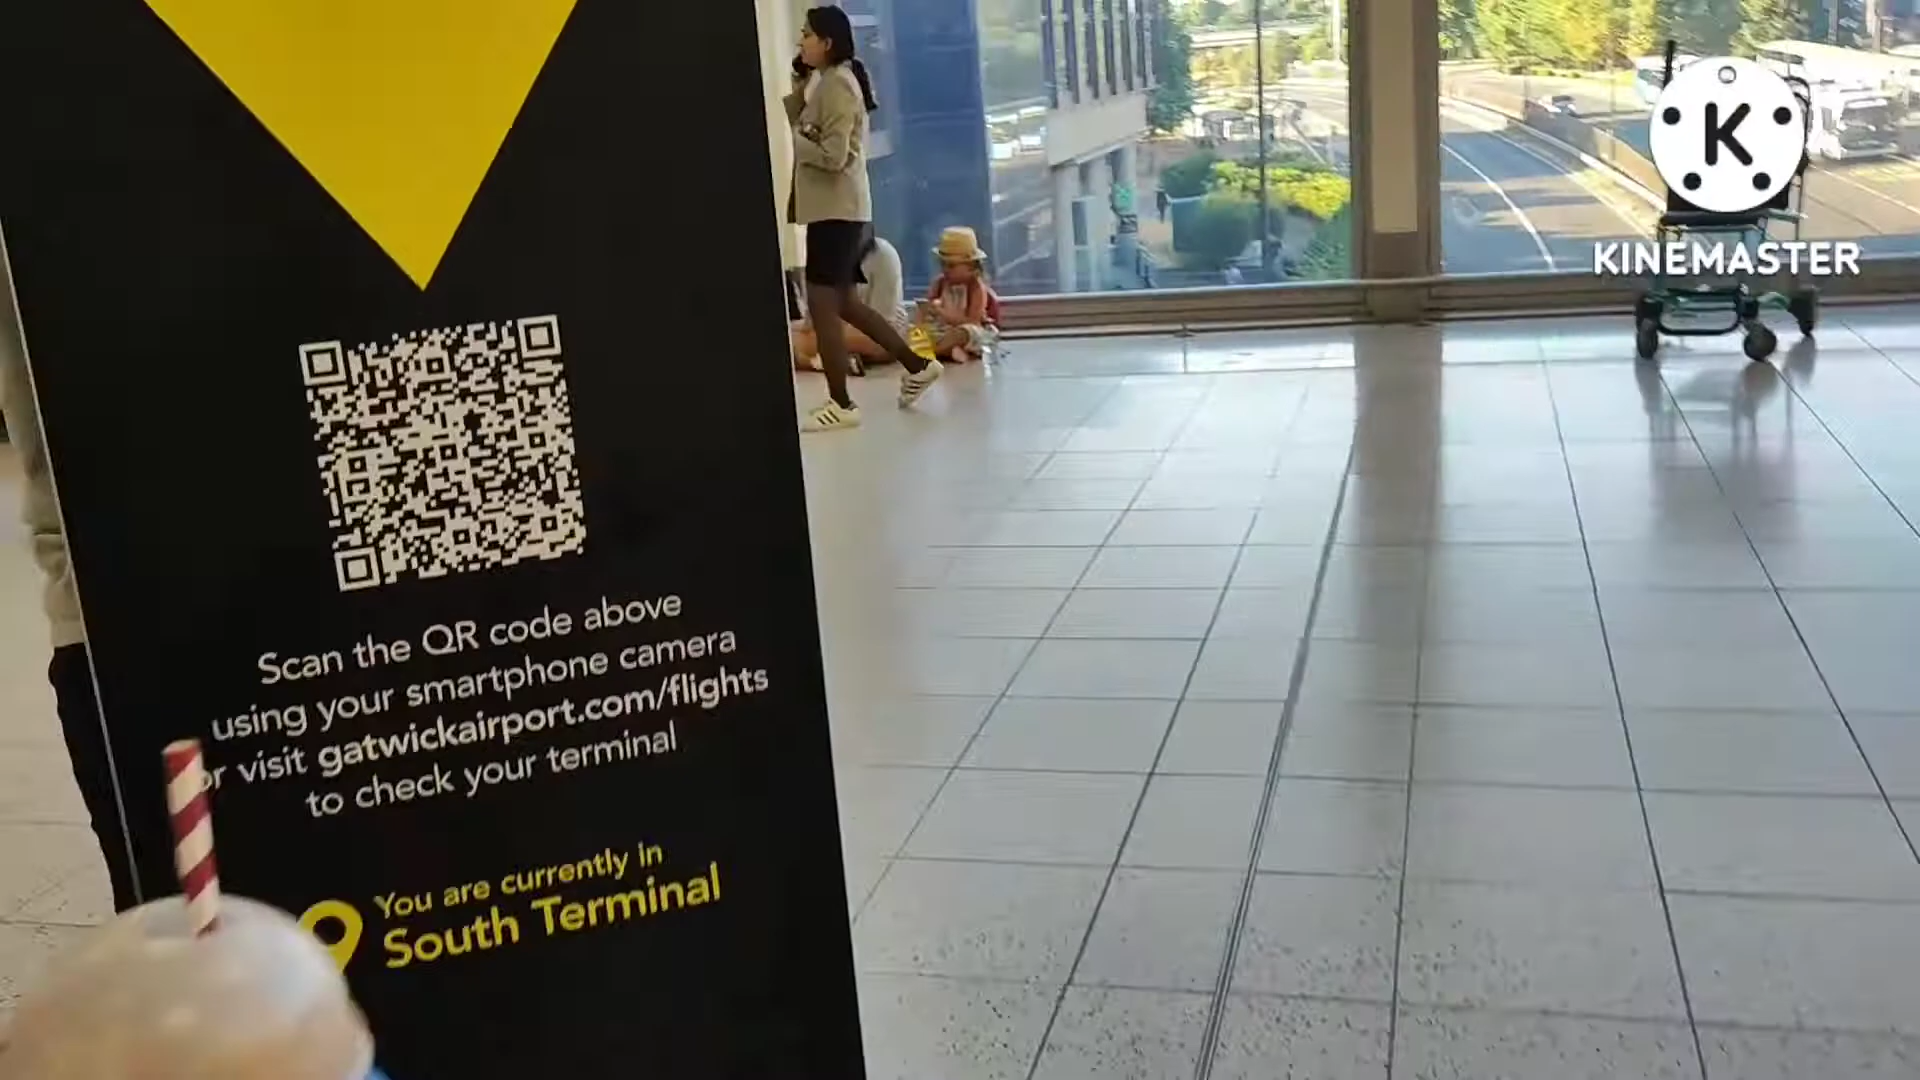 Scan the QR code above
using your smartphone camera
or visit gatwickairport.com/flights
to check your terminal
You are currently in
South Terminal
K
KINEMASTER